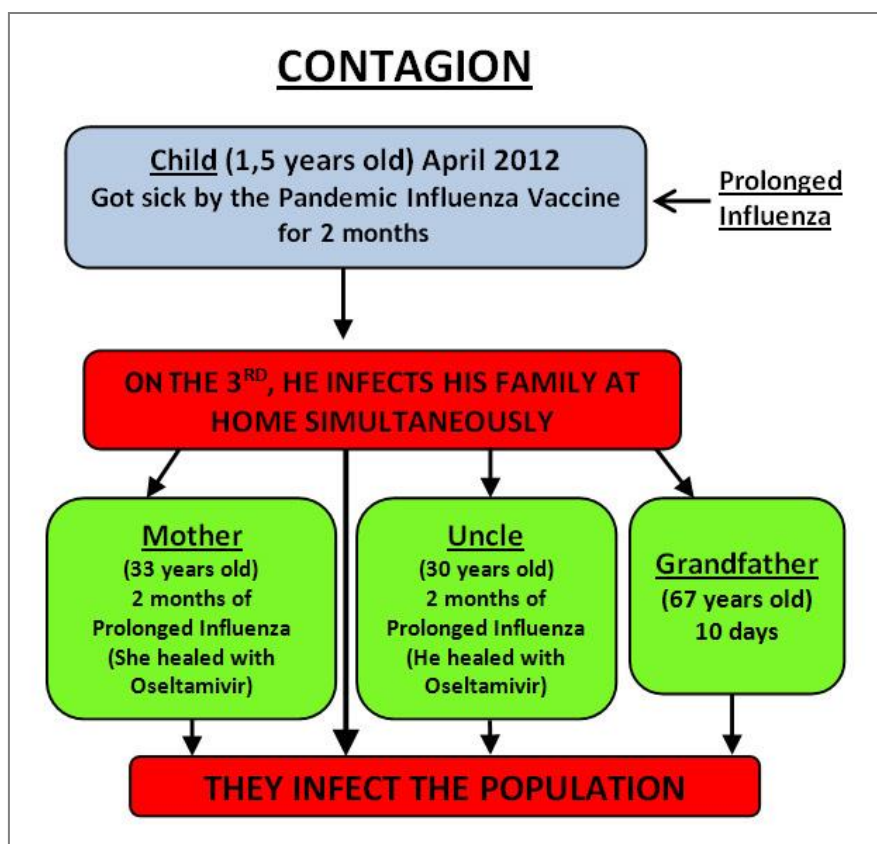 CONTAGION
Child (1,5 years old) April 2012
Got sick by the Pandemic Influenza Vaccine
for 2 months
Prolonged
Influenza
ON THE 3RD, HE INFECTS HIS FAMILY AT
HOME SIMULTANEOUSLY
Mother
(33 years old)
2 months of
Prolonged Influenza
(She healed with
Oseltamivir)
Uncle
(30 years old)
2 months of
Prolonged Influenza
(He healed with
Oseltamivir)
Grandfather
(67 years old)
10 days
THEY INFECT THE POPULATION